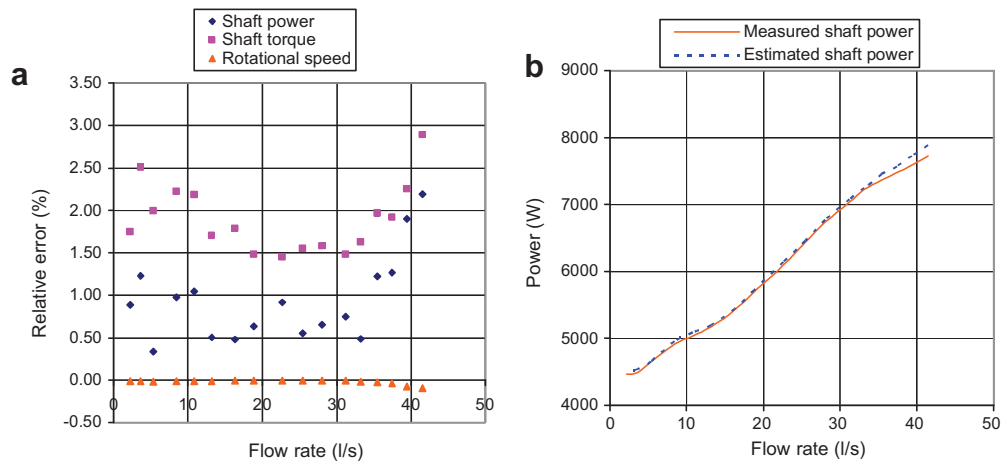 Shaft power
Shaft torque
Rotational speed
a
3.50
3.00
2.50
2.00
1.50
1.00
0.50
0.00
-0.50
0
10
20
30
40
50
Relative error (%)
Flow rate (l/s)
Measured shaft power
Estimated shaft power
b
9000
8000
7000
6000
5000
4000
0
10
20
30
40
50
Power (W)
Flow rate (l/s)